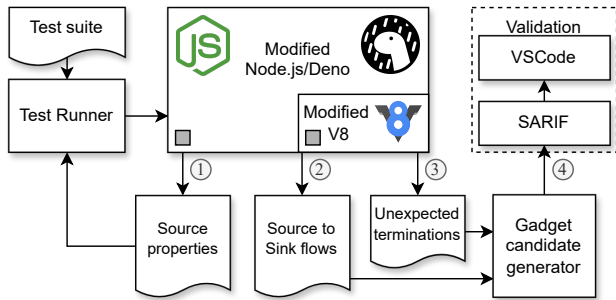 Test suite
Test Runner
JS
Modified
Node.js/Deno
Modified
V8
8
Validation
VSCode
SARIF
1
2
3
4
Source
properties
Source to
Sink flows
Unexpected
terminations
Gadget
candidate
generator